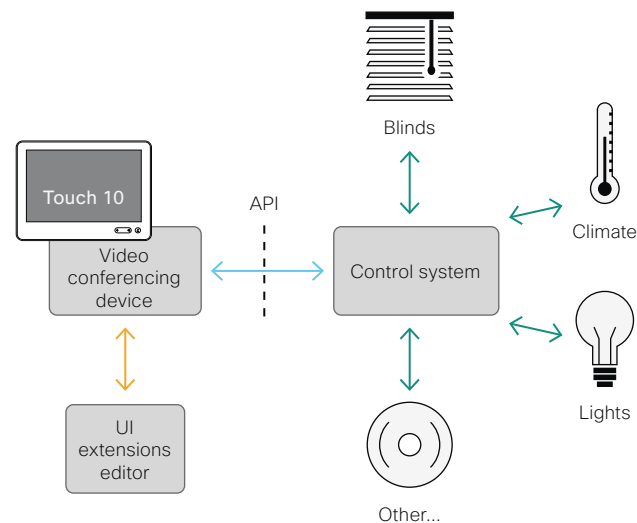 Blinds
Touch 10
API
Climate
Video
conferencing
device
Control system
Lights
UI
extensions
editor
Other...